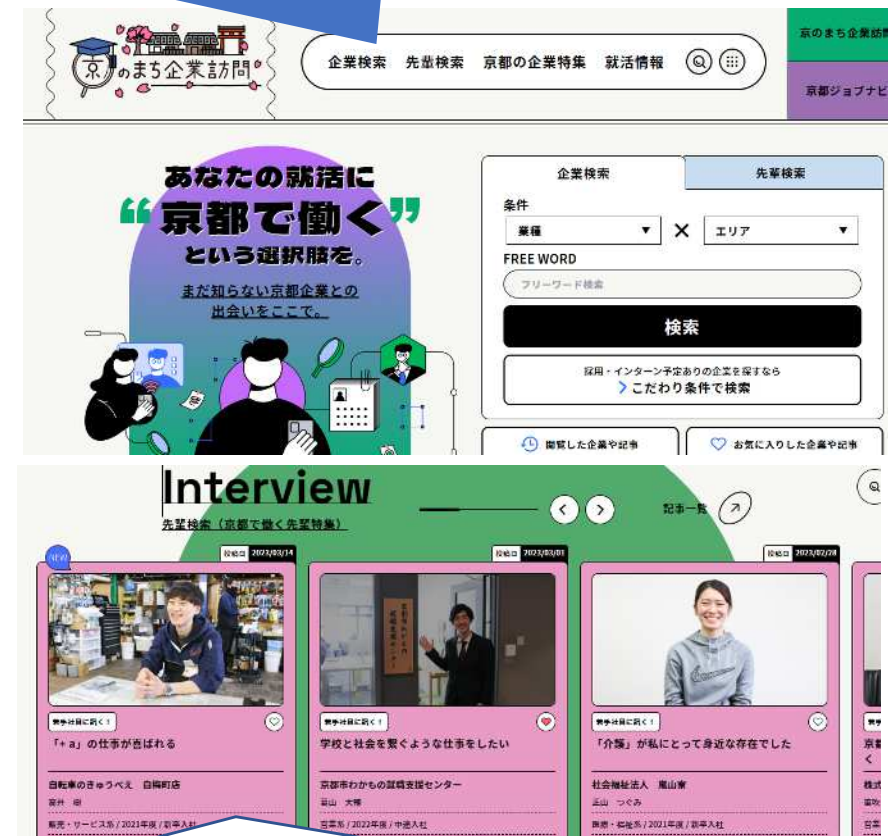 京のまち企業訪問
企業検索 先輩検索 京都の企業特集 就活情報
京のまち企業訪問
京都ジョブナビ
あなたの就活に
“京都で働く”
という選択肢を。
まだ知らない京都企業との
出会いをここで。
企業検索 先輩検索
条件
業種 ▼ × エリア ▼
FREE WORD
フリーワード検索
検索
採用・インターン予定ありの企業を探すなら
こだわり条件で検索
閲覧した企業や記事 お気に入りした企業や記事
Interview
先輩検索（京都で働く先輩特集）
記事一覧
NEW
投稿日 2023/03/14
若手社員に訊く！
「+a」の仕事が喜ばれる
自転車のきゅうべえ 白梅町店
販売・サービス系 / 2021年度 / 新卒入社
投稿日 2023/03/01
若手社員に訊く！
学校と社会を繋ぐような仕事をしたい
京都市わかもの就職支援センター
営業系 / 2022年度 / 中途入社
投稿日 2023/02/28
若手社員に訊く！
「介護」が私にとって身近な存在でした
社会福祉法人 嵐山寮
正山 つぐみ
医療・福祉系 / 2021年度 / 新卒入社